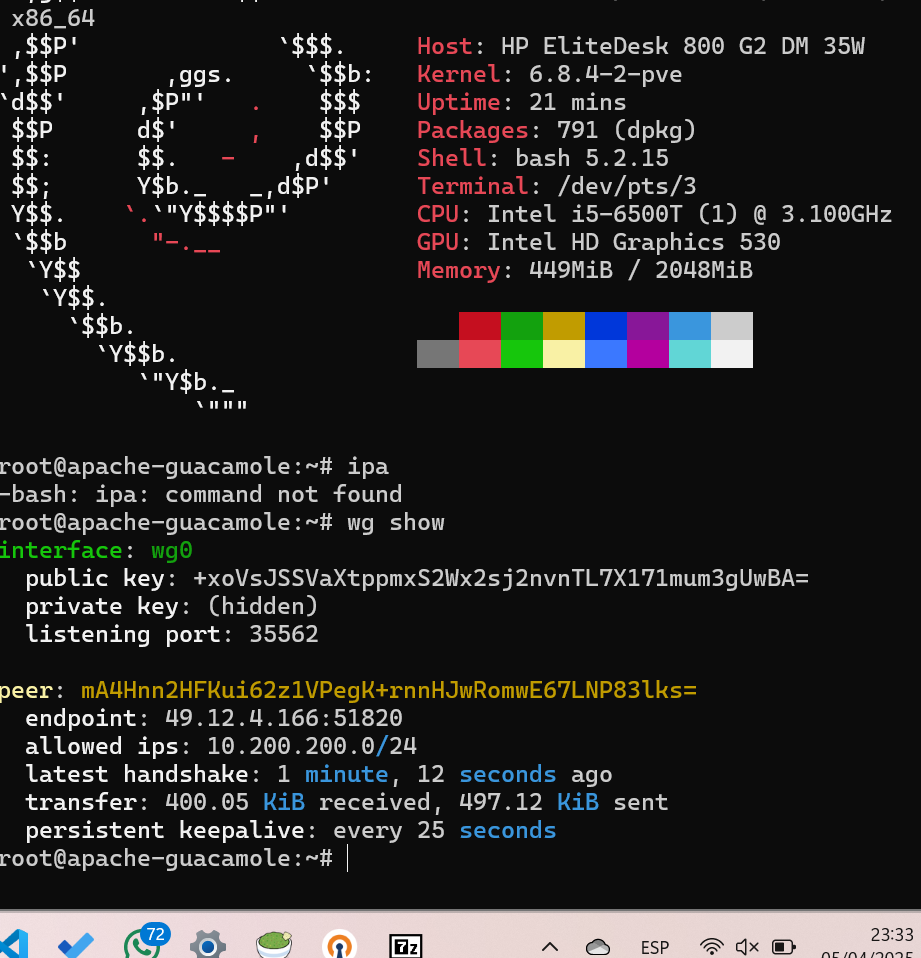 x86_64
,$$P'                   `$$$.     Host: HP EliteDesk 800 G2 DM 35W
',$$P       ,ggs.      `$$b:   Kernel: 6.8.4-2-pve
`d$$'     ,$P"'   .    $$$    Uptime: 21 mins
$$P      d$'     ,    $$P    Packages: 791 (dpkg)
$$:      $$.   -    ,d$$'    Shell: bash 5.2.15
$$;      Y$b._   _,d$P'      Terminal: /dev/pts/3
Y$$.    `.`"Y$$$$P"'         CPU: Intel i5-6500T (1) @ 3.100GHz
`$$b      "-.__              GPU: Intel HD Graphics 530
`Y$$                        Memory: 449MiB / 2048MiB
`Y$$.
`$$b.
`Y$$b.
`"Y$b._
`"""
root@apache-guacamole:~# ipa
-bash: ipa: command not found
root@apache-guacamole:~# wg show
interface: wg0
public key: +xoVsJSSVaXtppmxS2Wx2sj2nvnTL7X171mum3gUwBA=
private key: (hidden)
listening port: 35562
peer: mA4Hnn2HFKui62z1VPegK+rnnHJwRomwE67LNP83lks=
endpoint: 49.12.4.166:51820
allowed ips: 10.200.200.0/24
latest handshake: 1 minute, 12 seconds ago
transfer: 400.05 KiB received, 497.12 KiB sent
persistent keepalive: every 25 seconds
root@apache-guacamole:~#
72
7z
ESP
23:33
05/04/2025